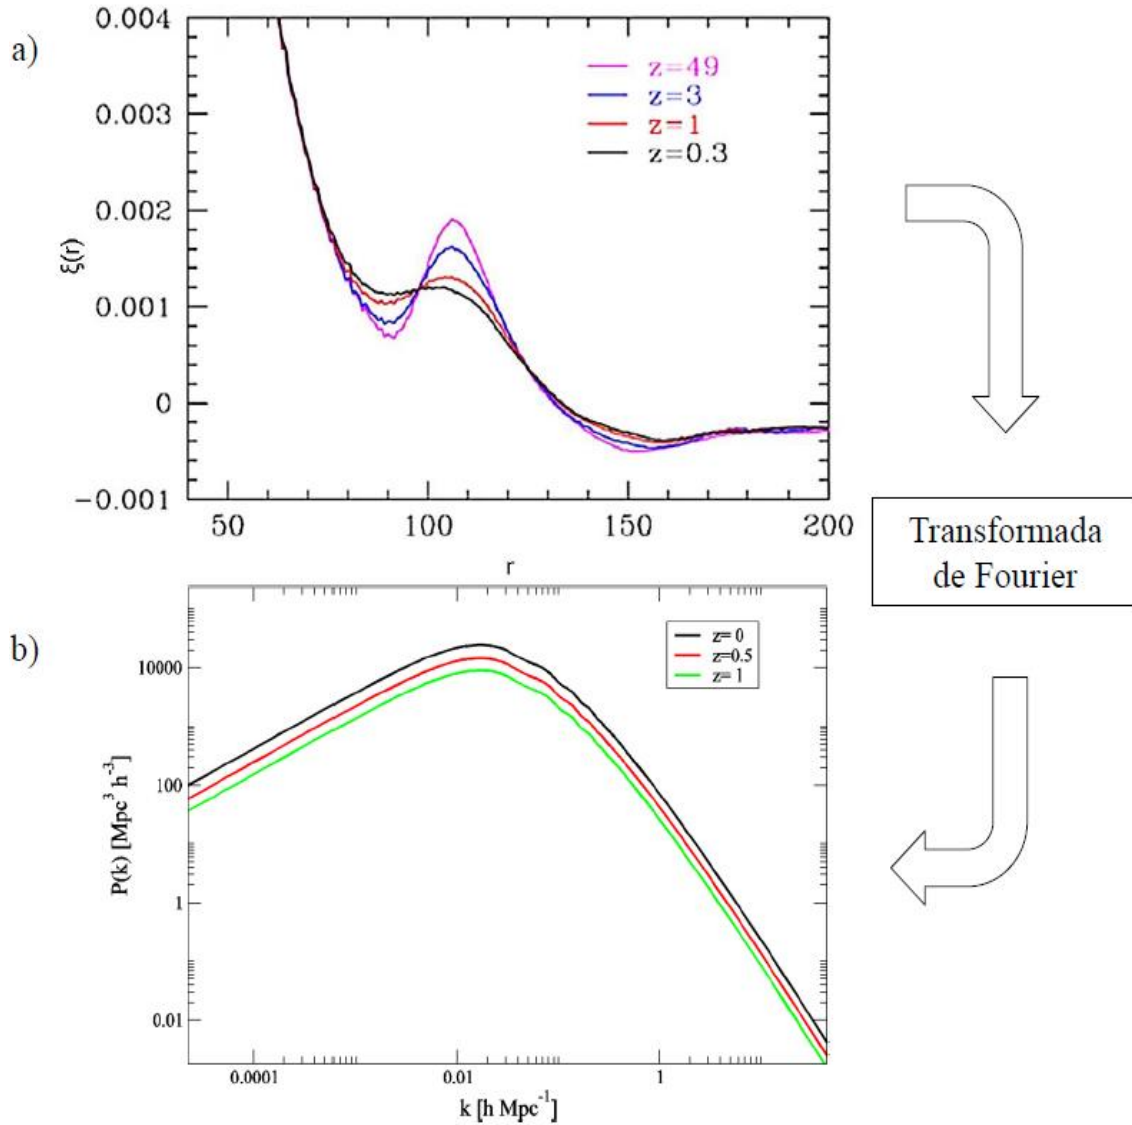 a)
0.004
0.003
0.002
0.001
0
−0.001
ξ(r)
z=49
z=3
z=1
z=0.3
50 100 150 200
r
Transformada
de Fourier
b)
10000
100
1
0.01
P(k) [Mpc³ h⁻³]
z= 0
z=0.5
z= 1
0.0001 0.01 1
k [h Mpc⁻¹]